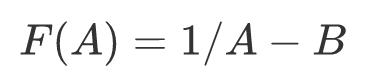 F(A) = 1/A − B